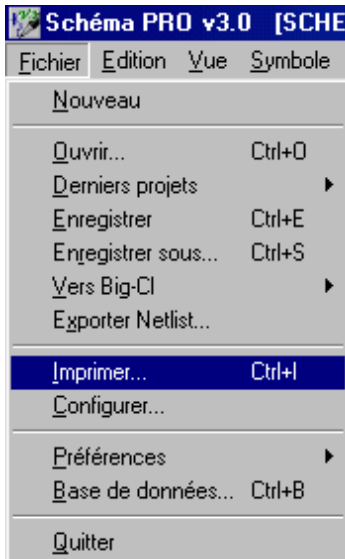 Schéma PRO v3.0 [SCHE
Fichier Edition Vue Symbole
Nouveau
Ouvrir... Ctrl+O
Derniers projets
Enregistrer Ctrl+E
Enregistrer sous... Ctrl+S
Vers Big-CI
Exporter Netlist...
Imprimer... Ctrl+I
Configurer...
Préférences
Base de données... Ctrl+B
Quitter